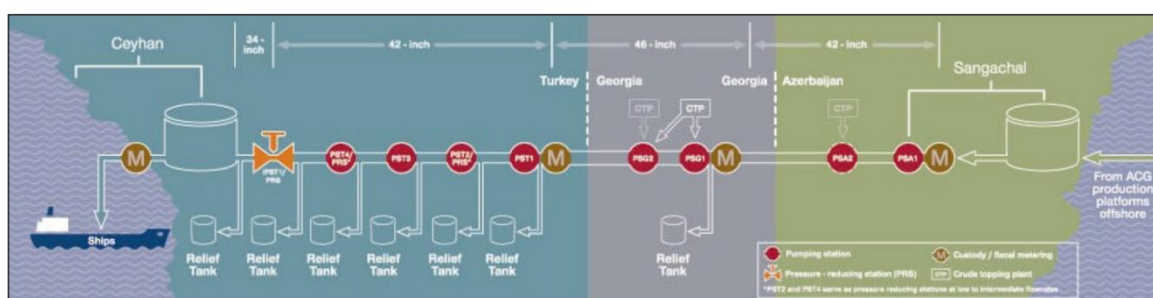 Ceyhan
34 -
inch
42 - inch
46 - inch
42 - inch
Turkey
Georgia
Georgia
Azerbaijan
Sangachal
CTP
CTP
CTP
M
IPST1/
PRS
PST4/
PRS*
PST3
PST2/
PRS*
PST1
M
PSG2
PSG1
M
PSA2
PSA1
M
From ACG
production
platforms
offshore
Ships
Relief
Tank
Relief
Tank
Relief
Tank
Relief
Tank
Relief
Tank
Relief
Tank
Relief
Tank
Pumping station
M Custody / fiscal metering
Pressure - reducing station (PRS)
CTP Crude topping plant
*PST2 and PST4 serve as pressure reducing stations at low to intermediate flowrates